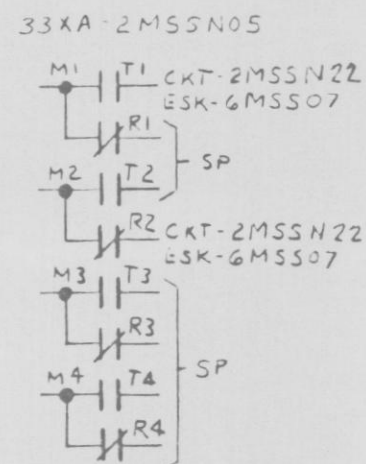 33XA-2MSSN05
M1 T1 CKT-2MSSN22
ESK-6MSS07
R1
SP
M2 T2
R2 CKT-2MSSN22
ESK-6MSS07
M3 T3
R3
SP
M4 T4
R4